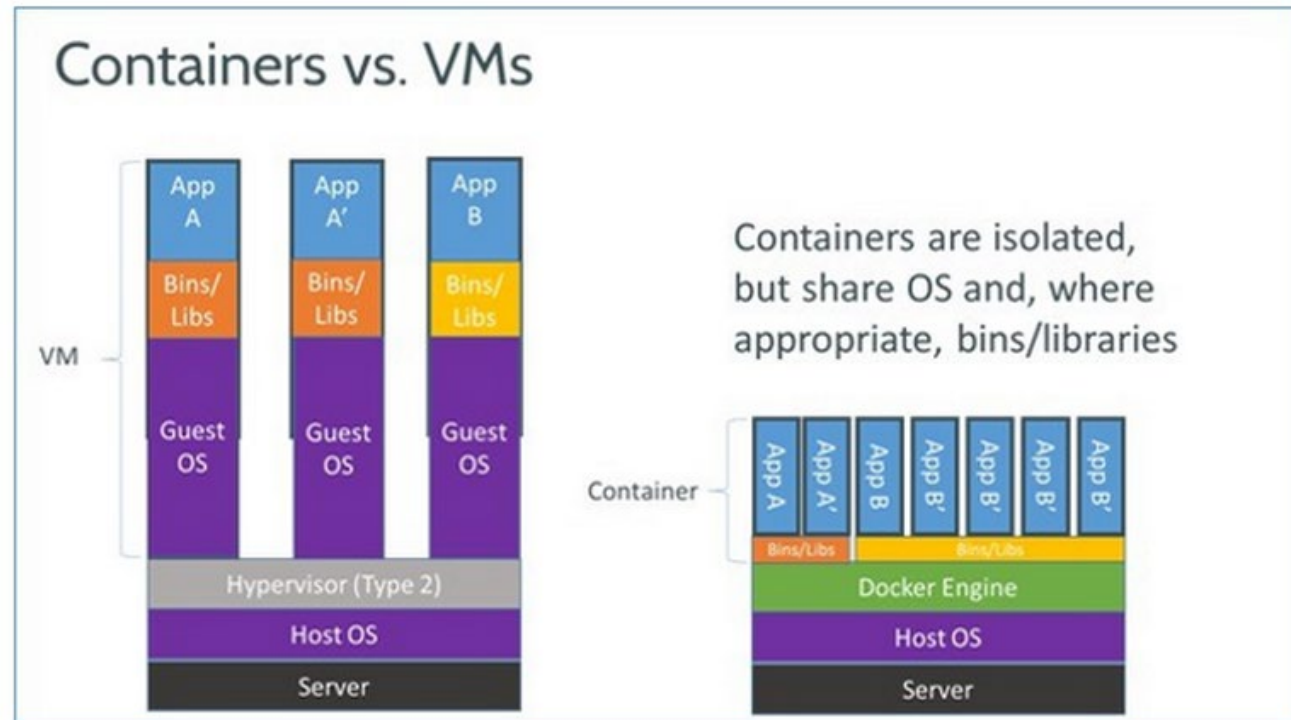 Containers vs. VMs
VM
App
A
Bins/
Libs
Guest
OS
App
A'
Bins/
Libs
Guest
OS
App
B
Bins/
Libs
Guest
OS
Hypervisor (Type 2)
Host OS
Server
Containers are isolated,
but share OS and, where
appropriate, bins/libraries
Container
App A
App A'
App B
App B'
App B'
App B'
App B'
Bins/Libs
Bins/Libs
Docker Engine
Host OS
Server